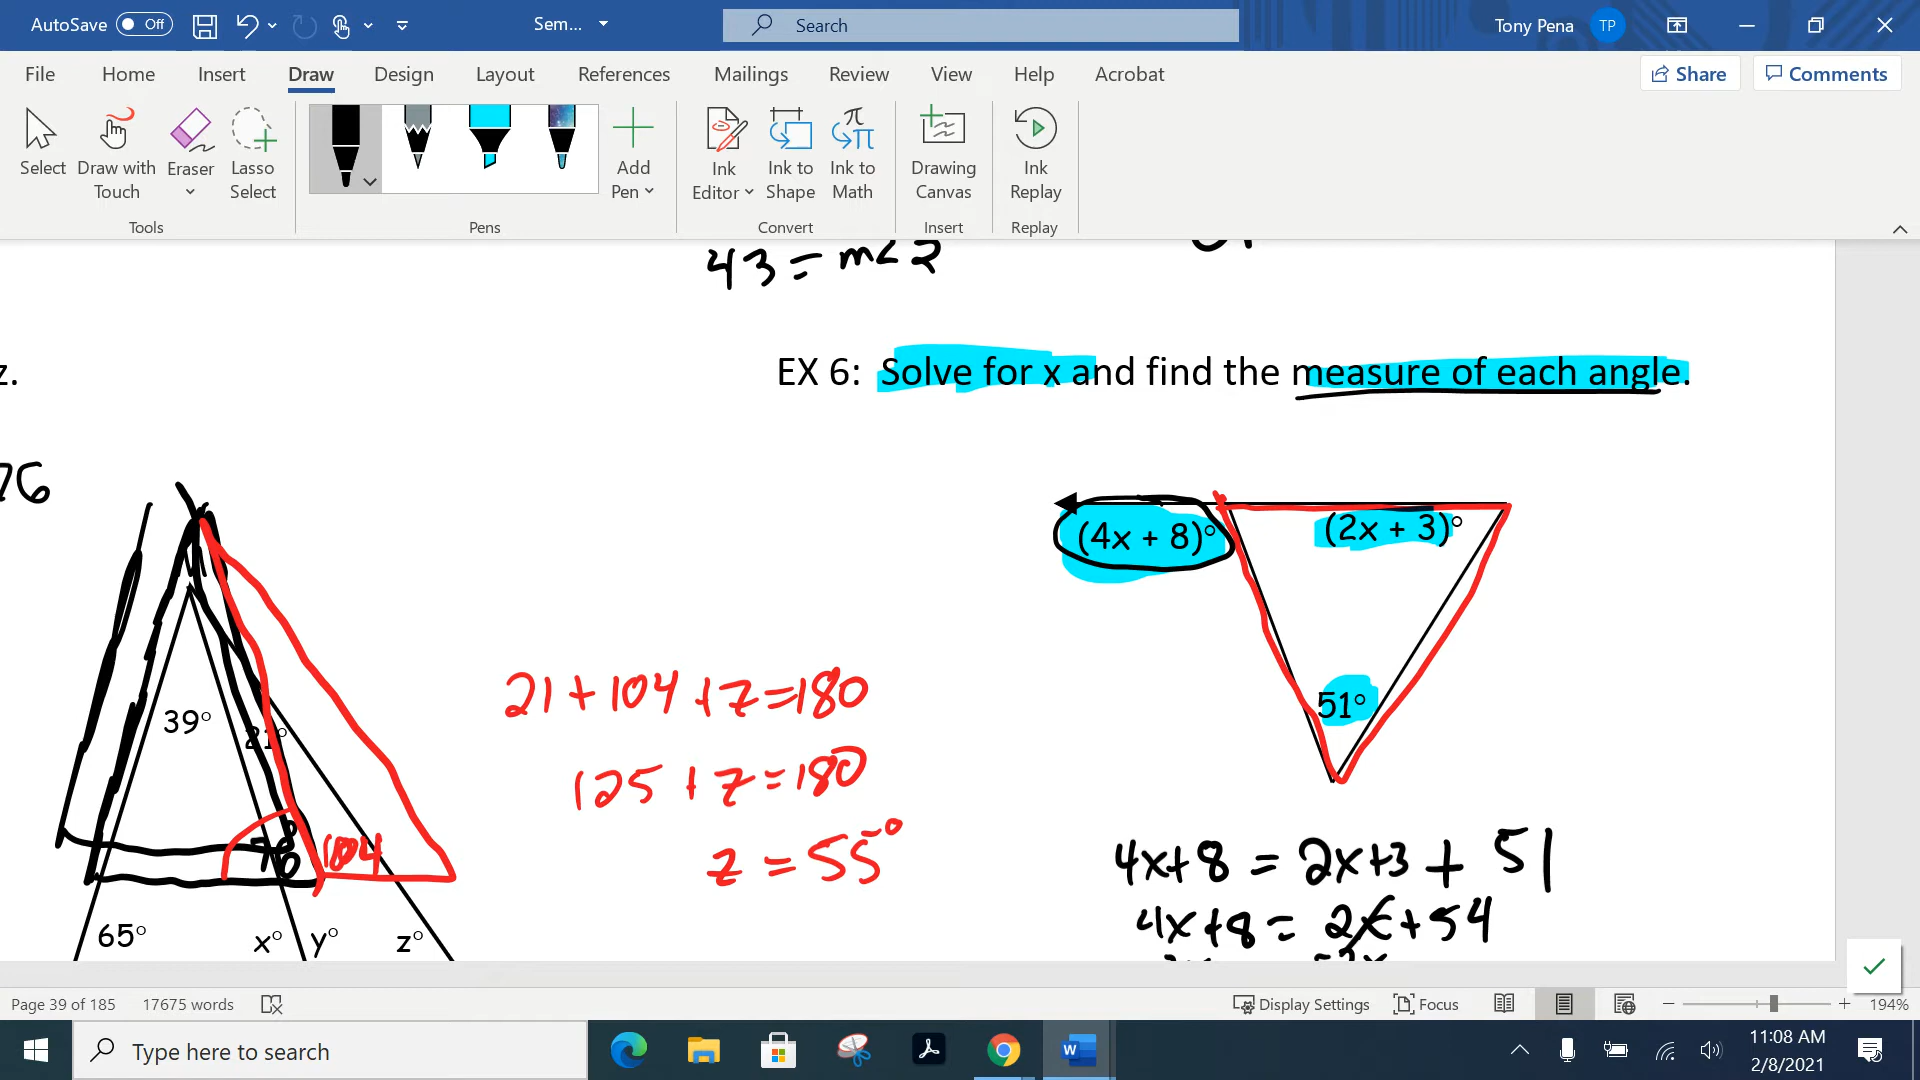 AutoSave Off Sem... Search Tony Pena TP
File Home Insert Draw Design Layout References Mailings Review View Help Acrobat Share Comments
Select Draw with Touch Eraser Lasso Select Add Pen Ink Editor Ink to Shape Ink to Math Drawing Canvas Ink Replay
Tools Pens Convert Insert Replay
43 = m<2
z.
EX 6: Solve for x and find the measure of each angle.
76
(4x + 8)° (2x + 3)°
51°
39° 21°
21 + 104 + z = 180
125 + z = 180
z = 55°
104
65° x° y° z°
4x+8 = 2x+3 + 51
4x+8 = 2x+54
Page 39 of 185 17675 words Display Settings Focus 194%
Type here to search
11:08 AM
2/8/2021